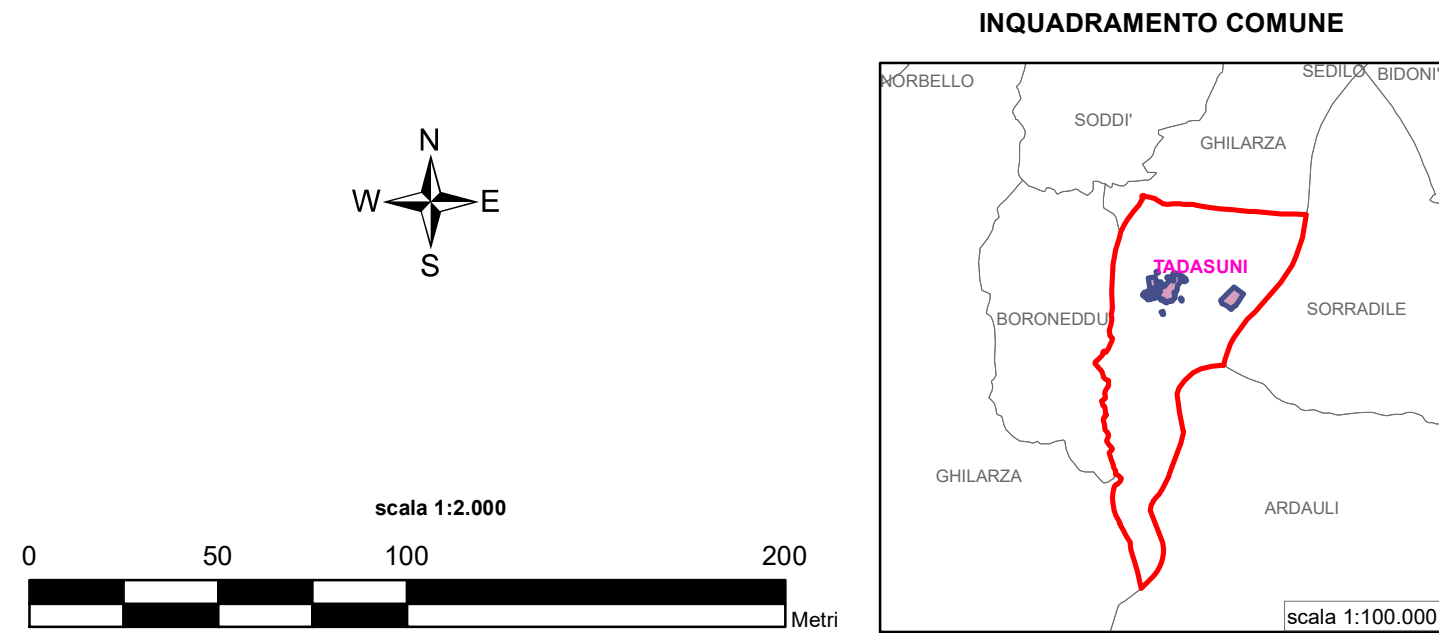 INQUADRAMENTO COMUNE
NORBELLO
SEDILO
BIDONI'
SODDI'
GHILARZA
N
W
E
S
TADASUNI
BORONEDDU'
SORRADILE
GHILARZA
ARDAULI
scala 1:2.000
0 50 100 200
Metri
scala 1:100.000